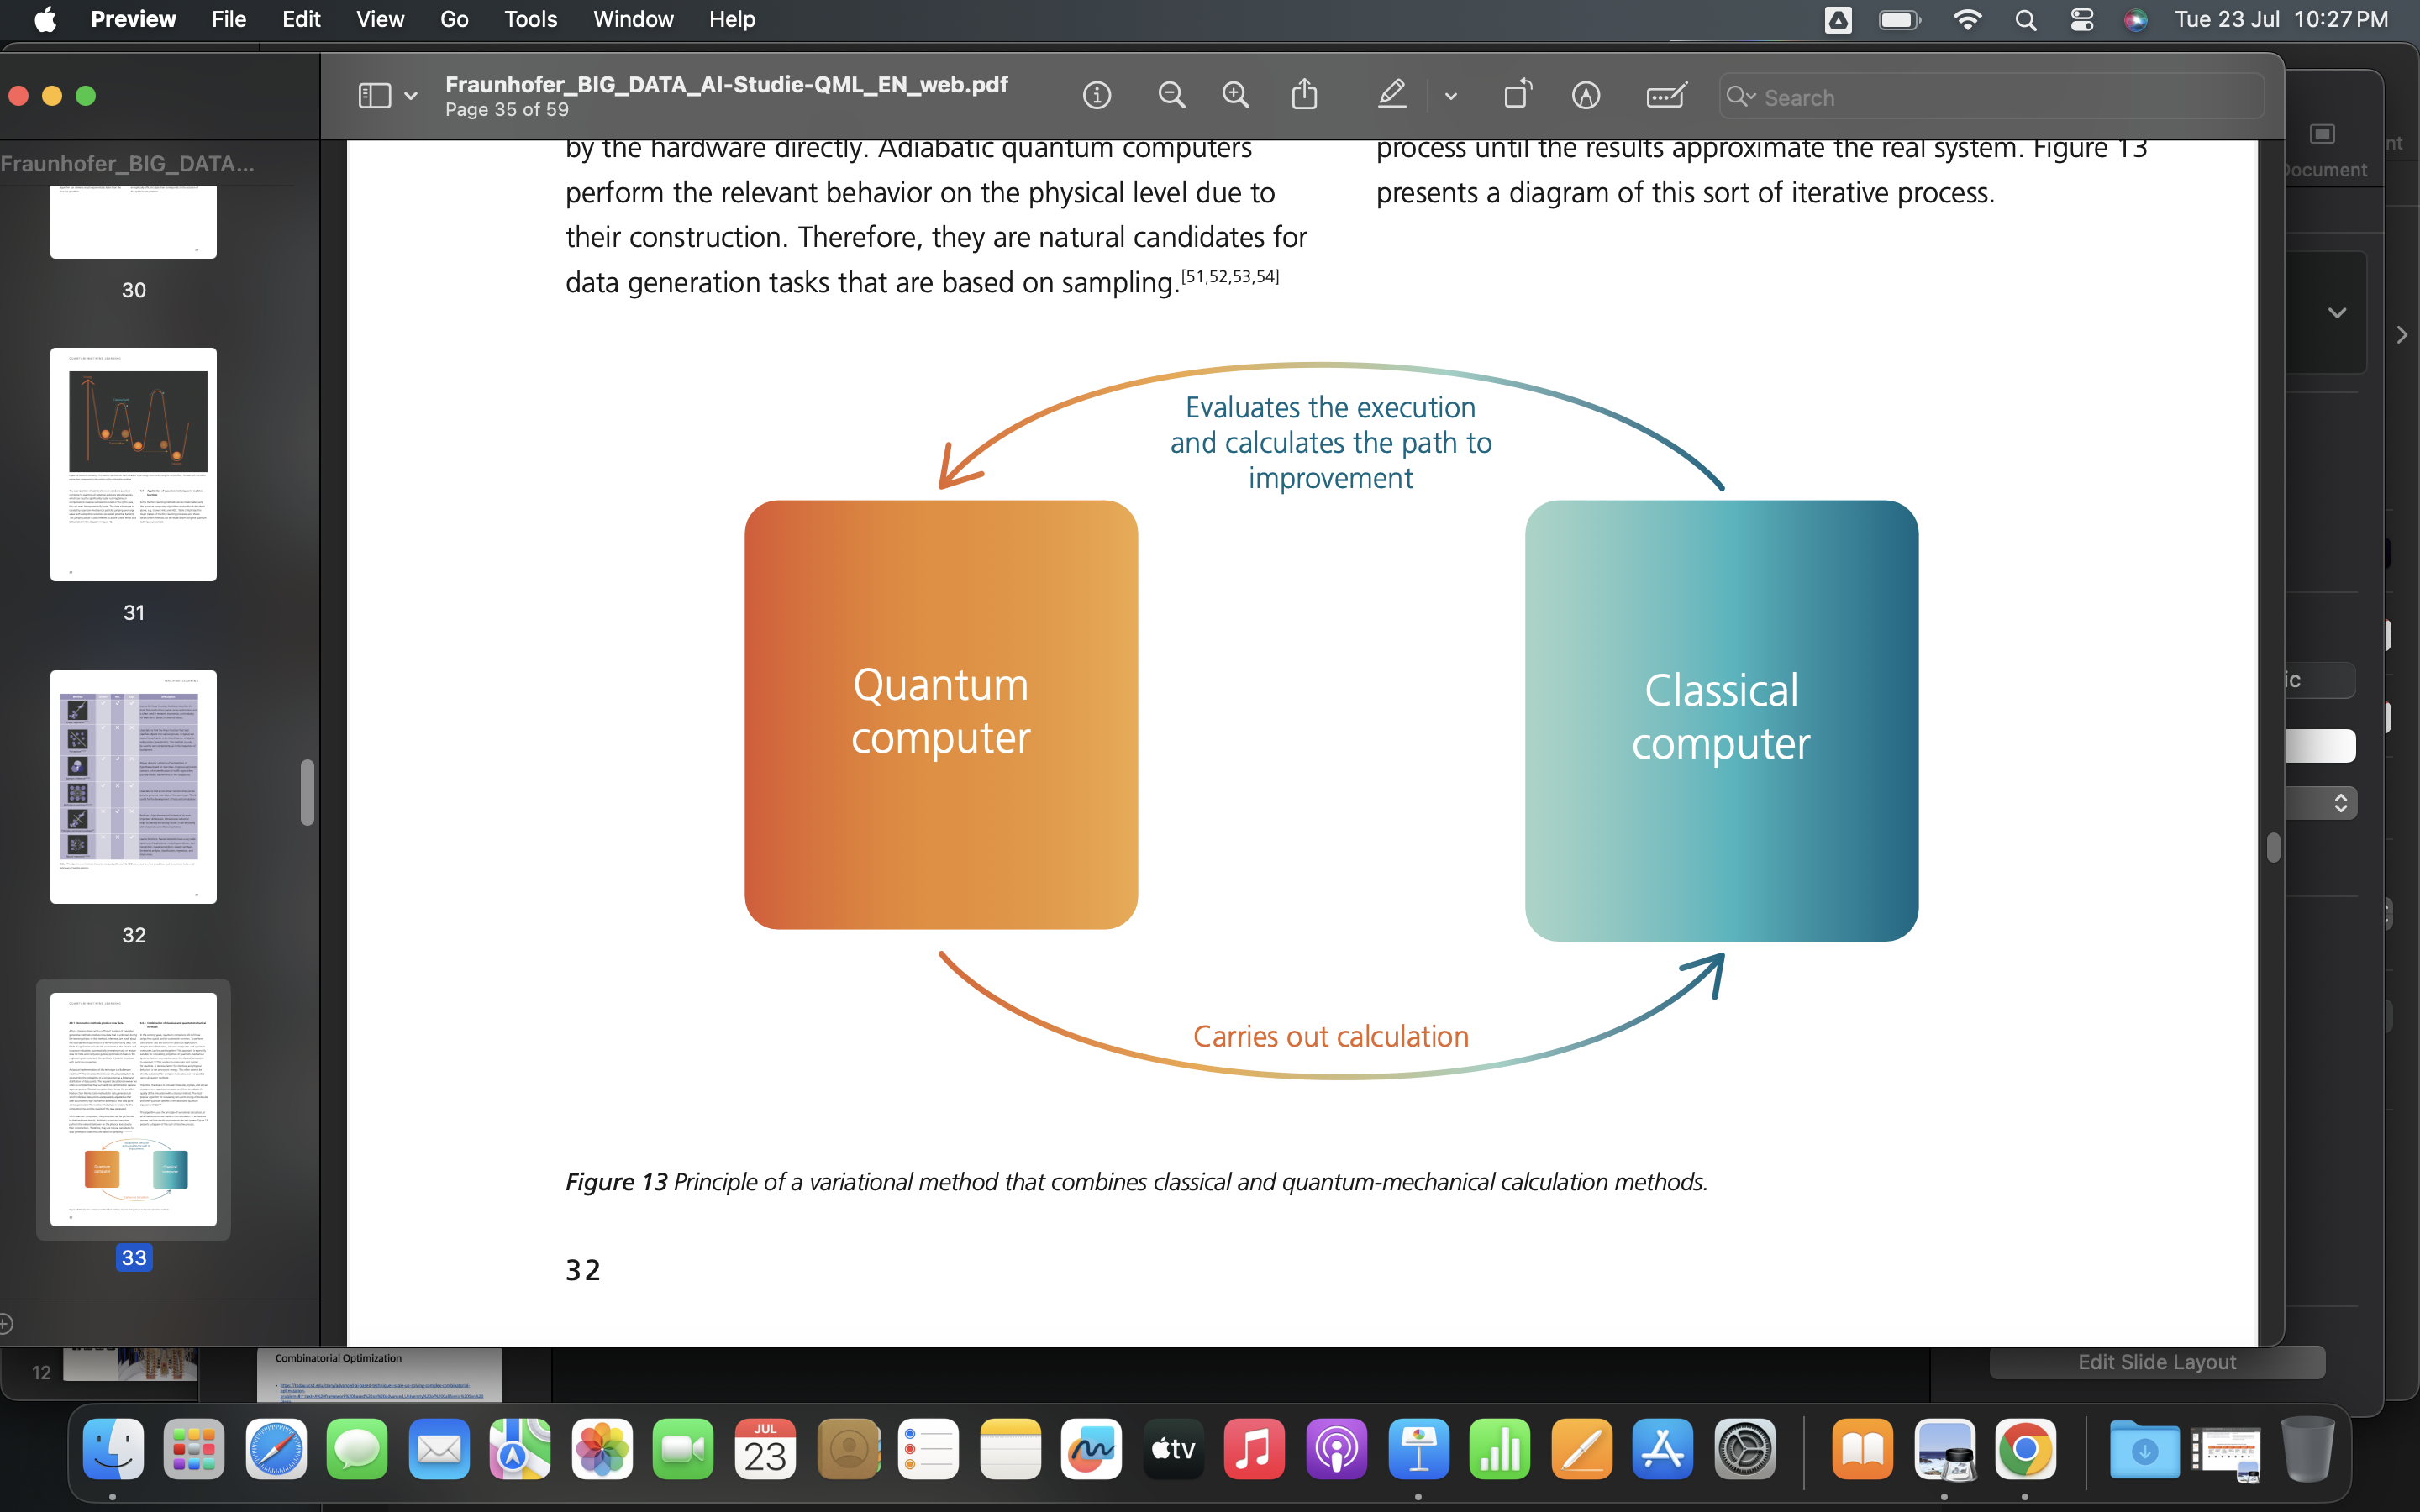 Preview File Edit View Go Tools Window Help
Tue 23 Jul 10:27 PM
Fraunhofer_BIG_DATA_AI-Studie-QML_EN_web.pdf
Page 35 of 59
Search
Fraunhofer_BIG_DATA...
30
31
32
33
by the hardware directly. Adiabatic quantum computers
perform the relevant behavior on the physical level due to
their construction. Therefore, they are natural candidates for
data generation tasks that are based on sampling.[51,52,53,54]
process until the results approximate the real system. Figure 13
presents a diagram of this sort of iterative process.
Evaluates the execution
and calculates the path to
improvement
Quantum
computer
Classical
computer
Carries out calculation
Figure 13 Principle of a variational method that combines classical and quantum-mechanical calculation methods.
32
Document
nt
ic
12
Combinatorial Optimization
Edit Slide Layout
JUL
23
tv